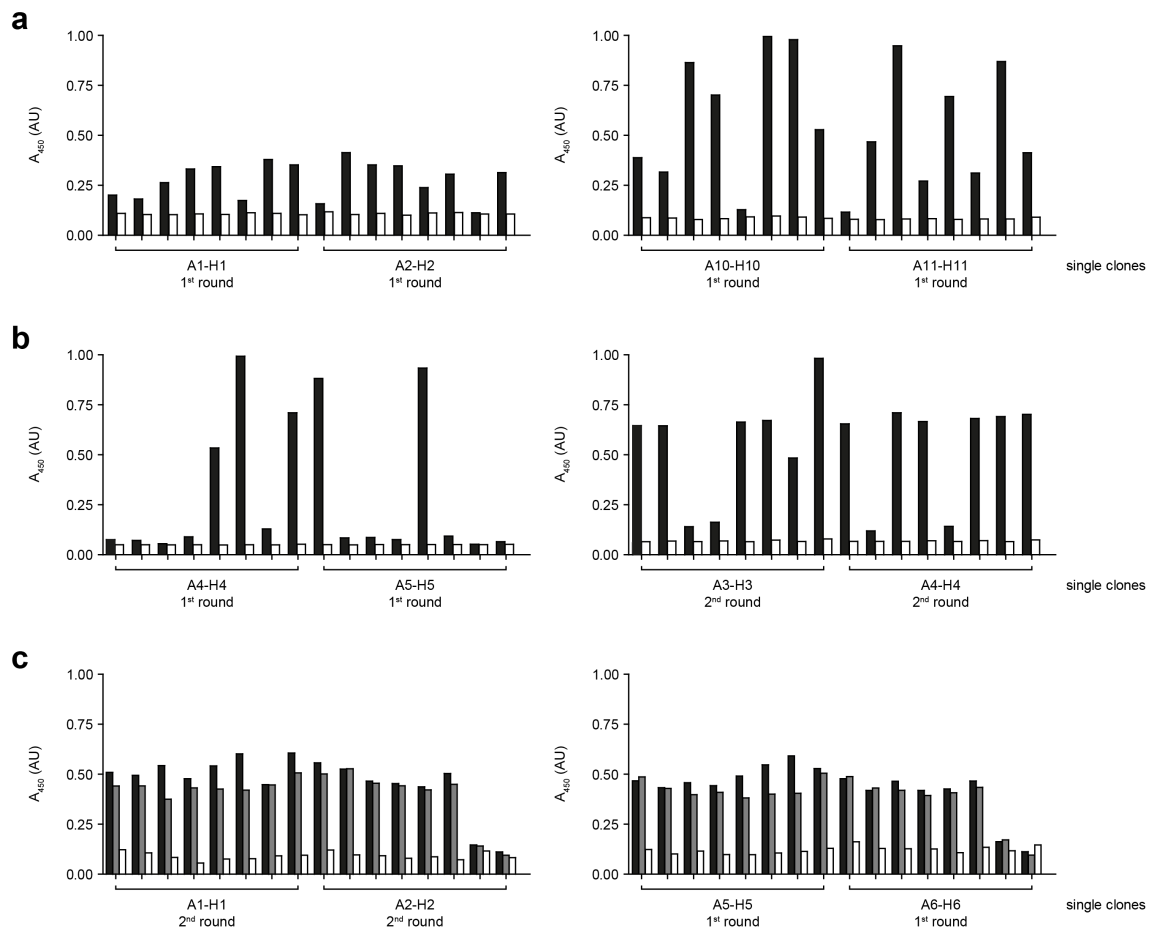 a
1.00
0.75
0.50
0.25
0.00
A450 (AU)
A1-H1
1st round
A2-H2
1st round
1.00
0.75
0.50
0.25
0.00
A450 (AU)
A10-H10
1st round
A11-H11
1st round
single clones
b
1.00
0.75
0.50
0.25
0.00
A450 (AU)
A4-H4
1st round
A5-H5
1st round
1.00
0.75
0.50
0.25
0.00
A450 (AU)
A3-H3
2nd round
A4-H4
2nd round
single clones
c
1.00
0.75
0.50
0.25
0.00
A450 (AU)
A1-H1
2nd round
A2-H2
2nd round
1.00
0.75
0.50
0.25
0.00
A450 (AU)
A5-H5
1st round
A6-H6
1st round
single clones